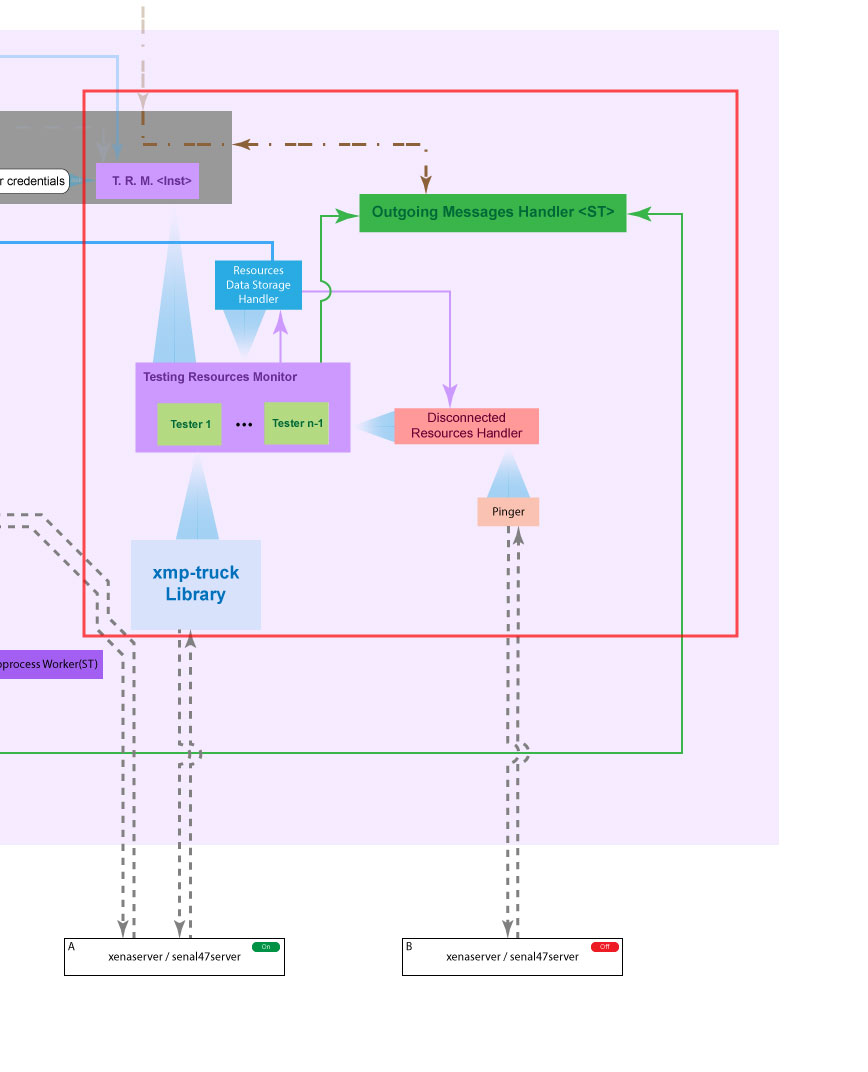 r credentials
T. R. M. <Inst>
Outgoing Messages Handler <ST>
Resources
Data Storage
Handler
Testing Resources Monitor
Tester 1
...
Tester n-1
Disconnected
Resources Handler
Pinger
xmp-truck
Library
process Worker(ST)
A
On
xenaserver / senal47server
B
Off
xenaserver / senal47server